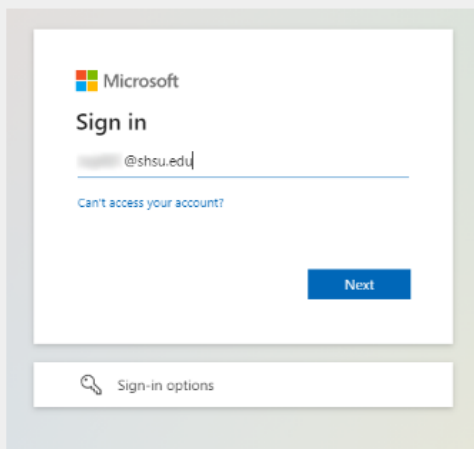 Microsoft
Sign in
@shsu.edu
Can't access your account?
Next
Sign-in options